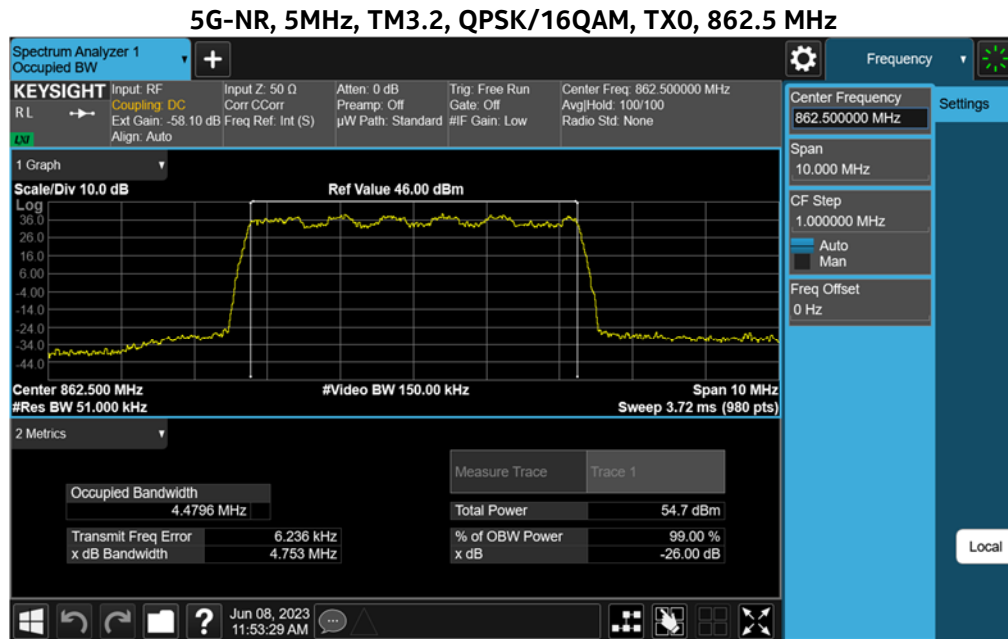 5G-NR, 5MHz, TM3.2, QPSK/16QAM, TX0, 862.5 MHz
Spectrum Analyzer 1
Occupied BW
+
Frequency
KEYSIGHT
RL
LXI
Input: RF
Coupling: DC
Ext Gain: -58.10 dB
Align: Auto
Input Z: 50 Ω
Corr CCorr
Freq Ref: Int (S)
Atten: 0 dB
Preamp: Off
µW Path: Standard
Trig: Free Run
Gate: Off
#IF Gain: Low
Center Freq: 862.500000 MHz
Avg|Hold: 100/100
Radio Std: None
Center Frequency
862.500000 MHz
Settings
Span
10.000 MHz
CF Step
1.000000 MHz
Auto
Man
Freq Offset
0 Hz
Local
1 Graph
Scale/Div 10.0 dB
Ref Value 46.00 dBm
Log
36.0
26.0
16.0
6.00
-4.00
-14.0
-24.0
-34.0
-44.0
Center 862.500 MHz
#Video BW 150.00 kHz
Span 10 MHz
#Res BW 51.000 kHz
Sweep 3.72 ms (980 pts)
2 Metrics
Measure Trace Trace 1
Occupied Bandwidth
4.4796 MHz
Total Power 54.7 dBm
Transmit Freq Error 6.236 kHz
% of OBW Power 99.00 %
x dB Bandwidth 4.753 MHz
x dB -26.00 dB
?
Jun 08, 2023
11:53:29 AM